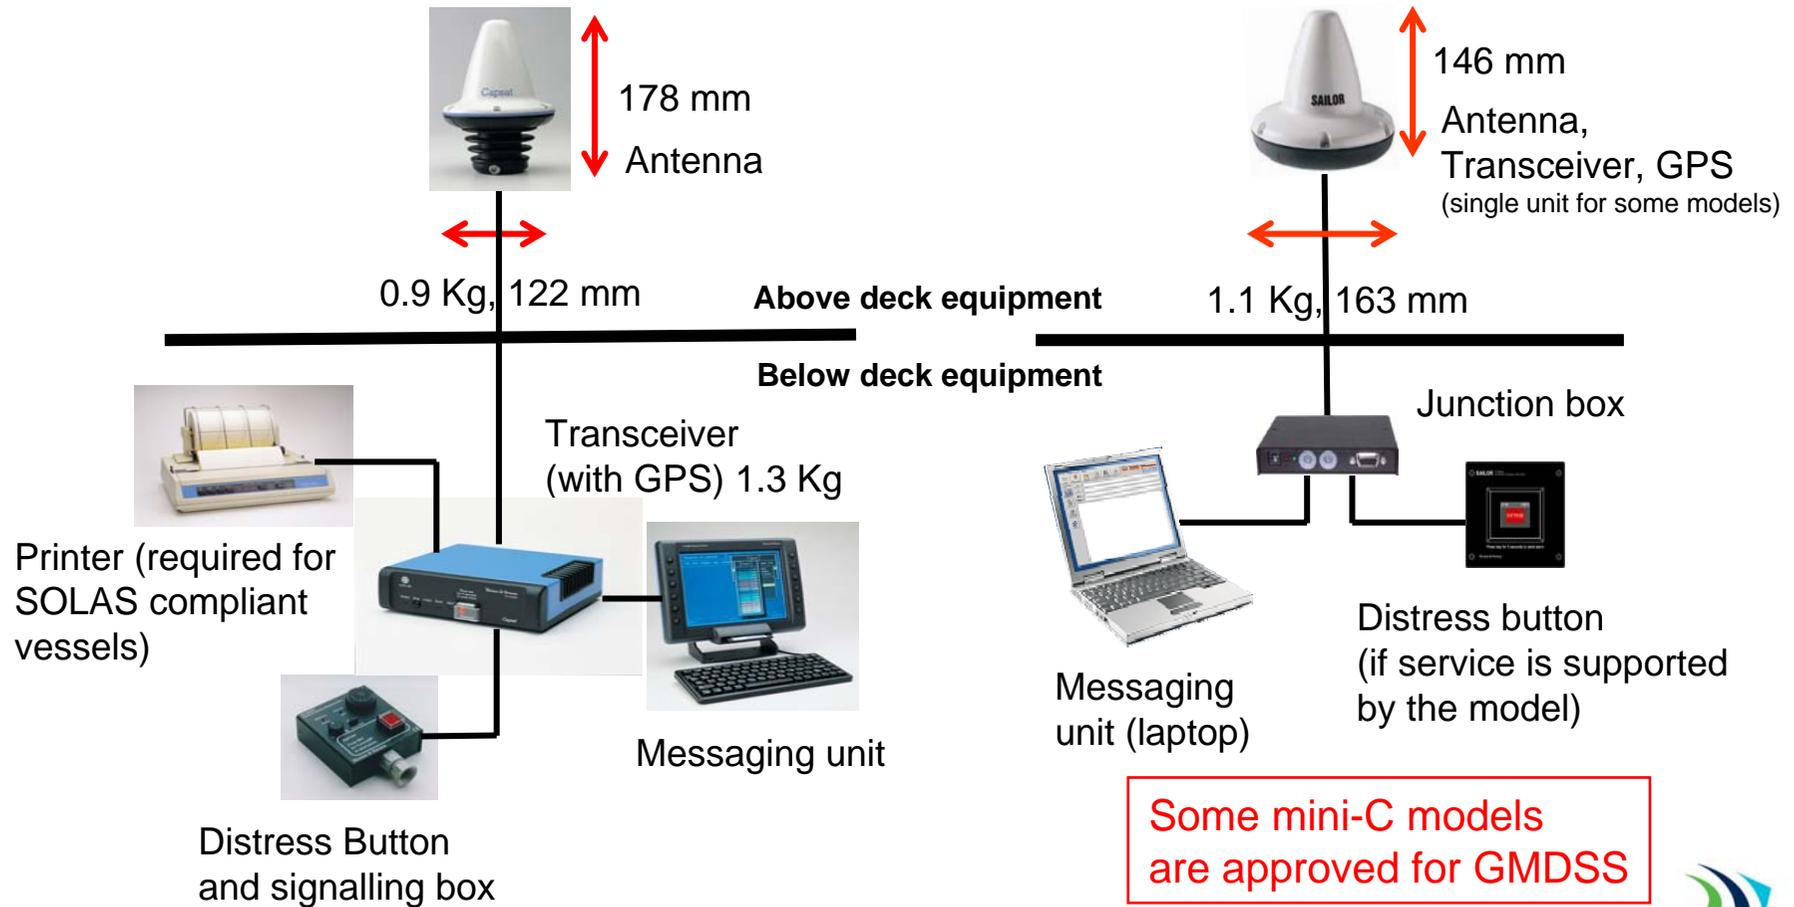 Capsat
178 mm
Antenna
0.9 Kg, 122 mm
SAILOR
146 mm
Antenna,
Transceiver, GPS
(single unit for some models)
1.1 Kg, 163 mm
Above deck equipment
Below deck equipment
Printer (required for
SOLAS compliant
vessels)
Transceiver
(with GPS) 1.3 Kg
Capsat
Messaging unit
Distress Button
and signalling box
Junction box
SAILOR
Messaging
unit (laptop)
Distress button
(if service is supported
by the model)
Some mini-C models
are approved for GMDSS